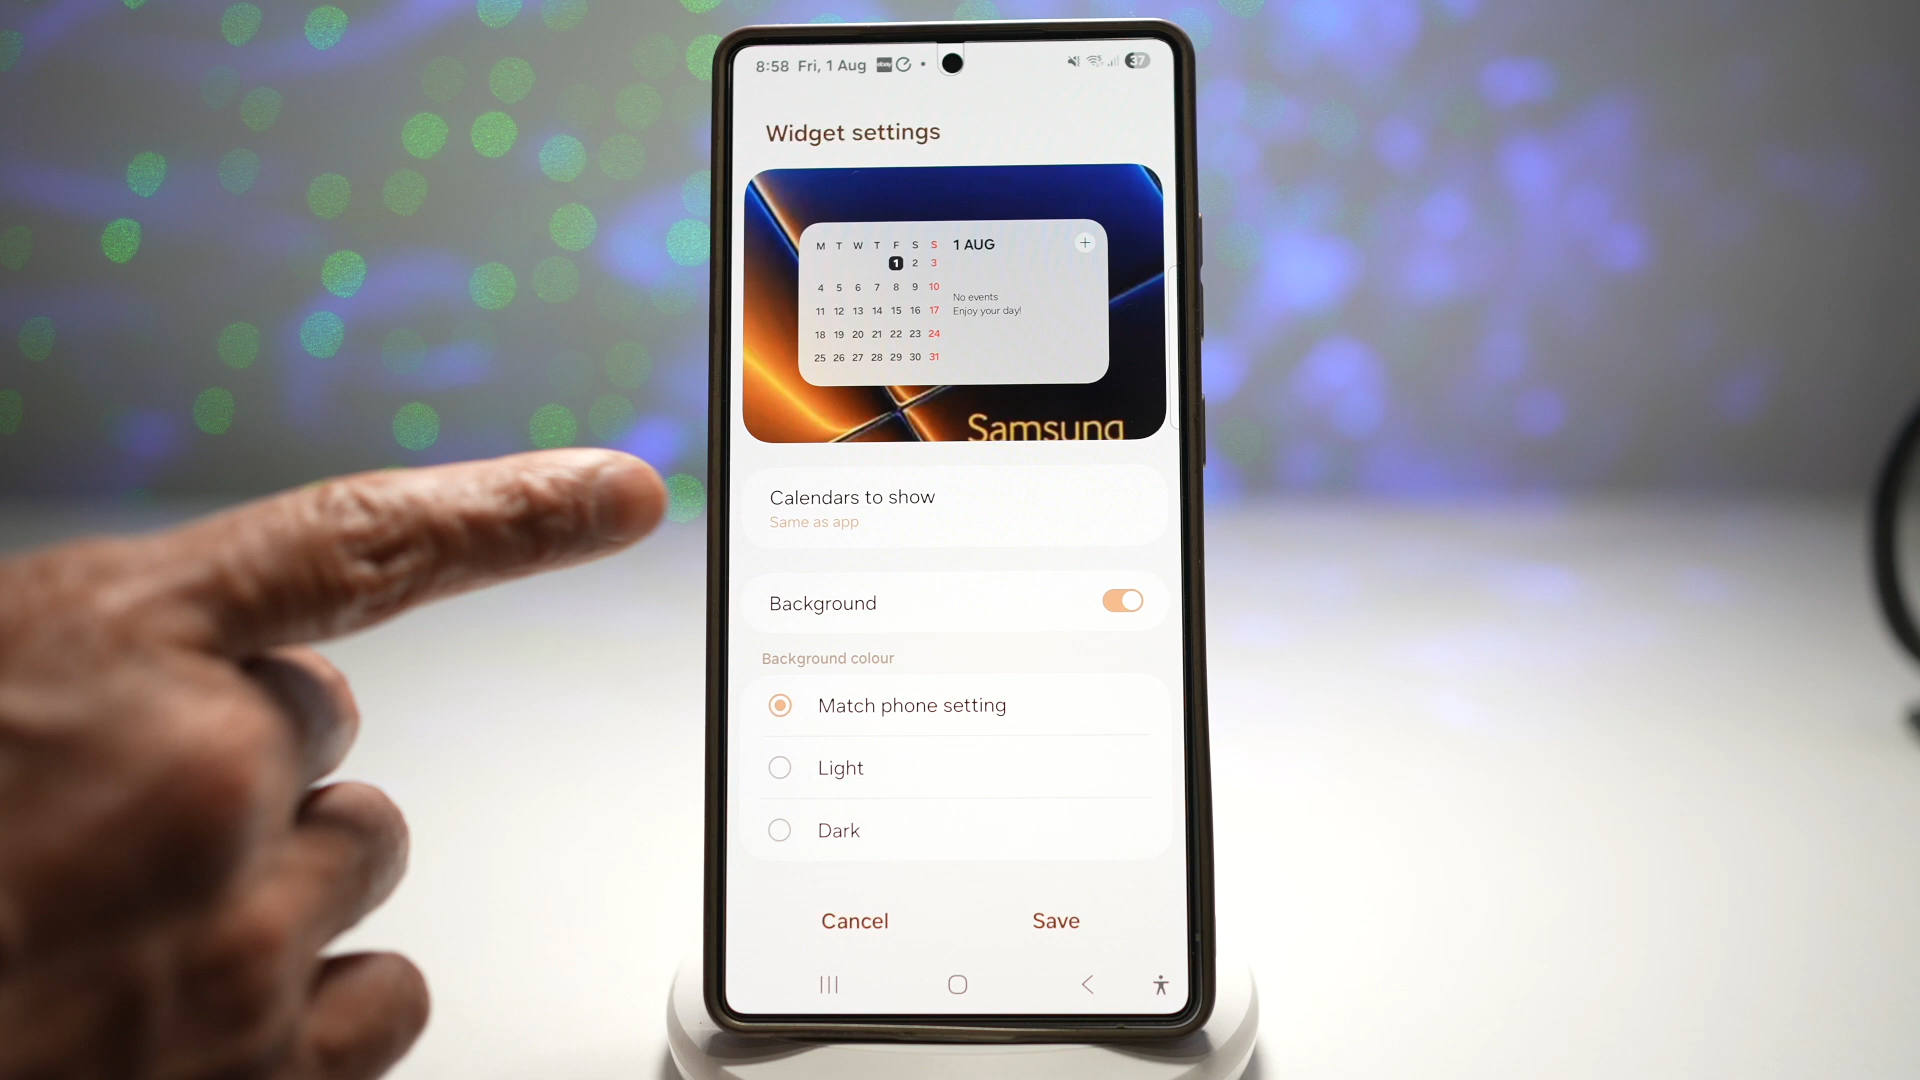 8:58 Fri, 1 Aug ebay
37
Widget settings
M T W T F S S
1 2 3
4 5 6 7 8 9 10
11 12 13 14 15 16 17
18 19 20 21 22 23 24
25 26 27 28 29 30 31
1 AUG
+
No events
Enjoy your day!
Samsung
Calendars to show
Same as app
Background
Background colour
Match phone setting
Light
Dark
Cancel
Save